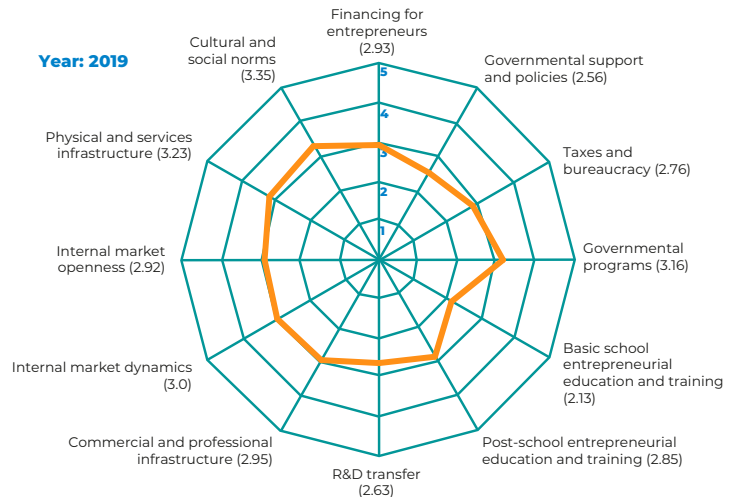 Year: 2019
Financing for
entrepreneurs
(2.93)
Governmental support
and policies (2.56)
Taxes and
bureaucracy (2.76)
Governmental
programs (3.16)
Basic school
entrepreneurial
education and training
(2.13)
Post-school entrepreneurial
education and training (2.85)
R&D transfer
(2.63)
Commercial and professional
infrastructure (2.95)
Internal market dynamics
(3.0)
Internal market
openness (2.92)
Physical and services
infrastructure (3.23)
Cultural and
social norms
(3.35)
5
4
3
2
1